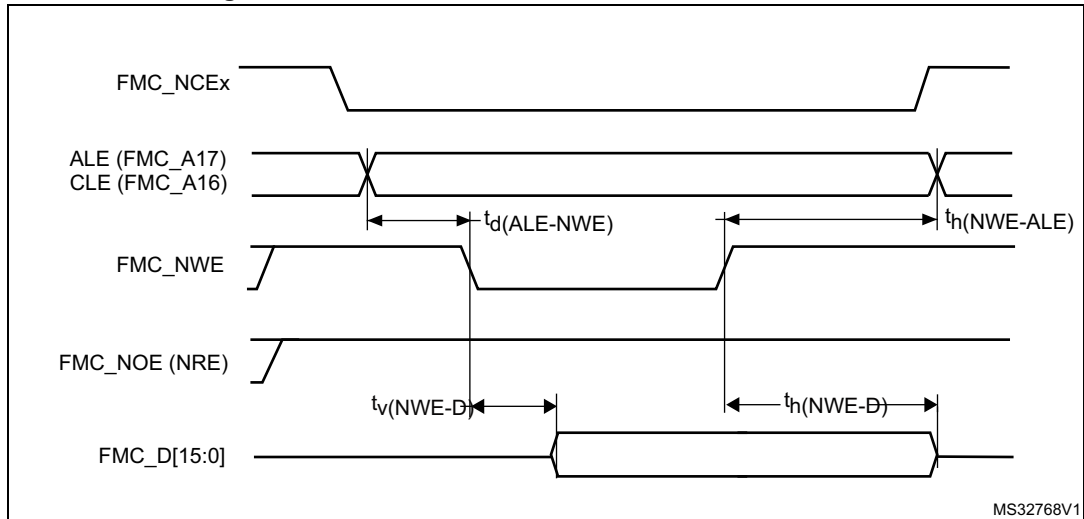 FMC_NCEx
ALE (FMC_A17)
CLE (FMC_A16)
td(ALE-NWE)
th(NWE-ALE)
FMC_NWE
FMC_NOE (NRE)
tv(NWE-D)
th(NWE-D)
FMC_D[15:0]
MS32768V1